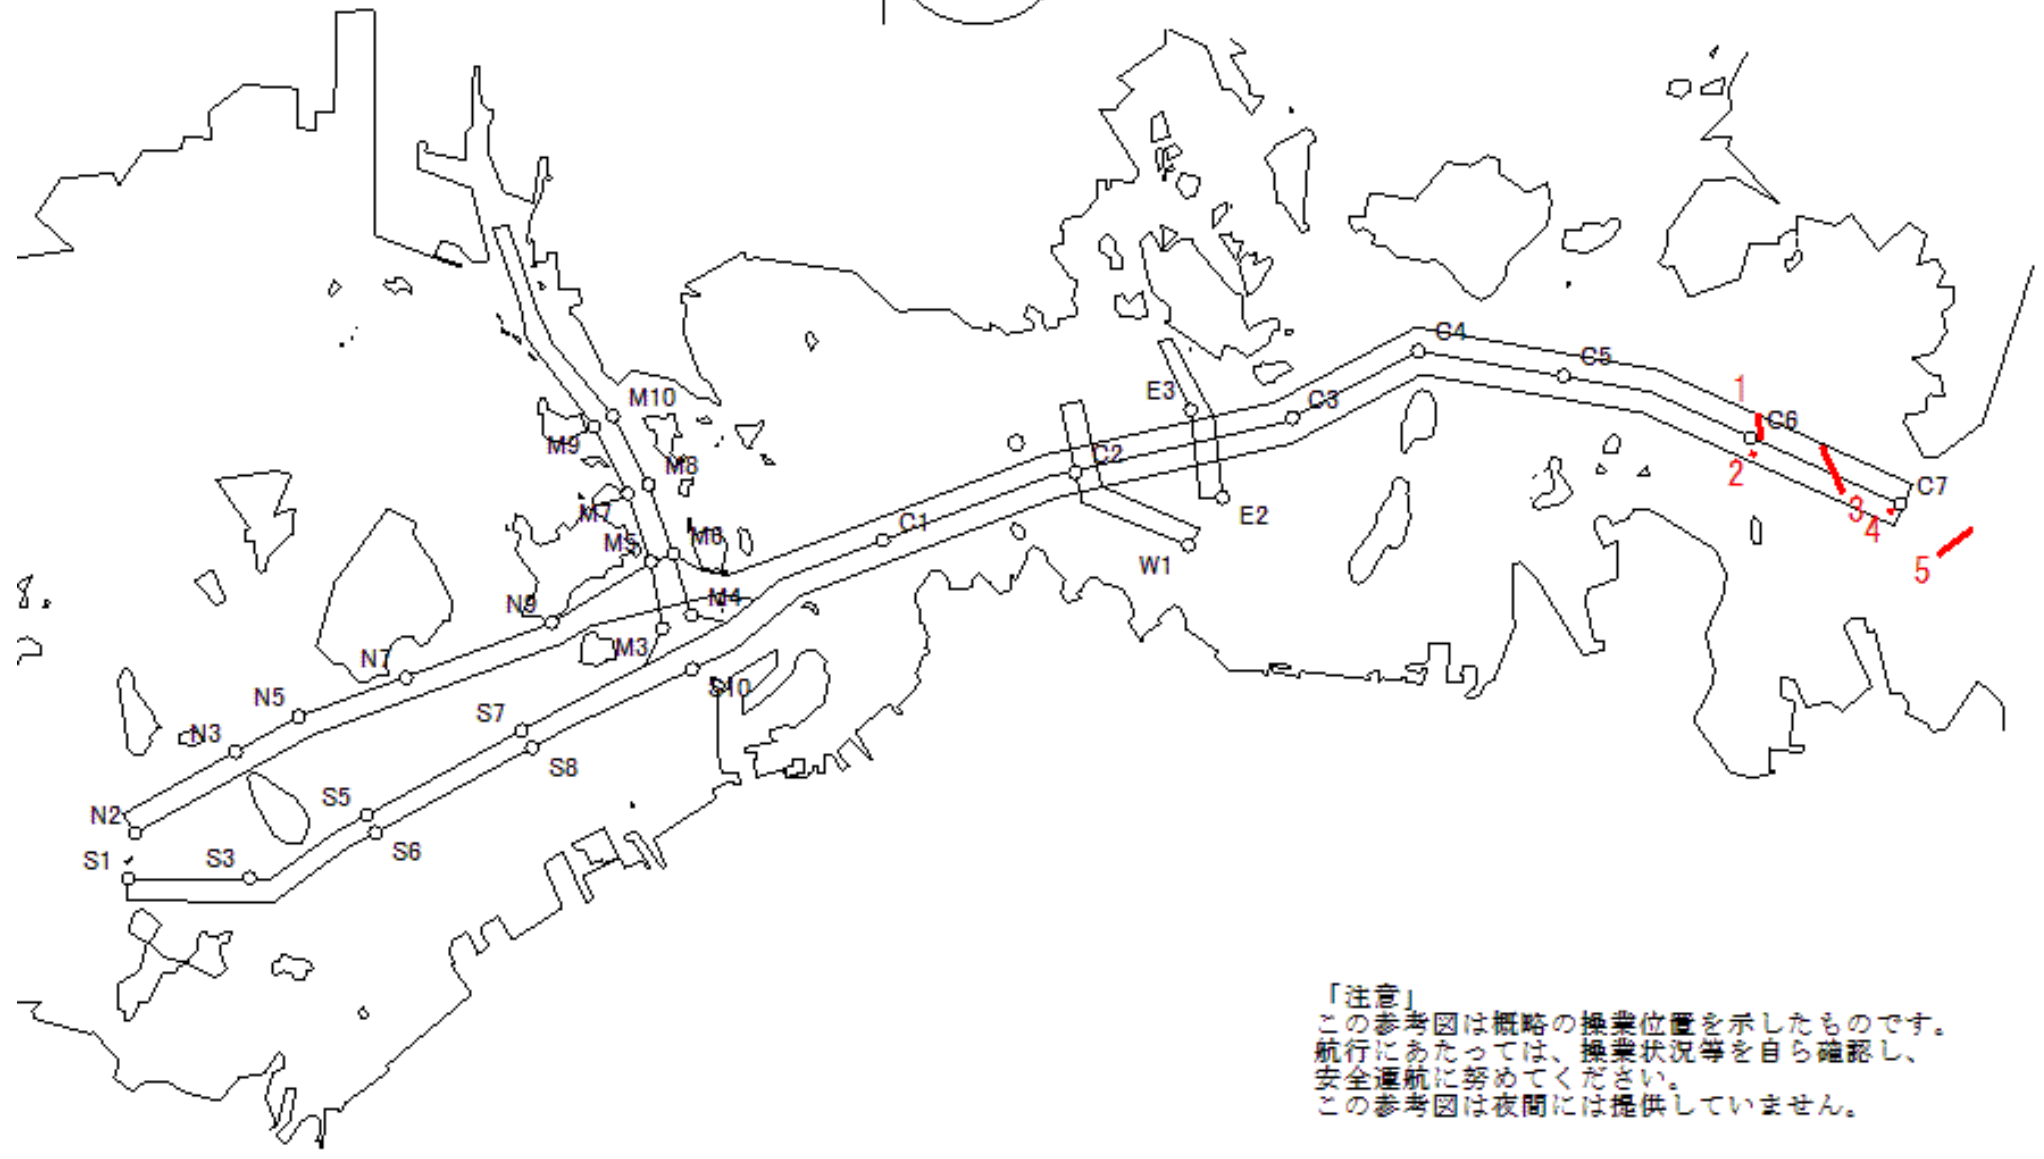 C4
C5
1
E3
M10
C3
C6
M9
C2
M8
2
C7
M7
3
E2
C1
4
M6
M5
W1
5
N9
M4
M3
N7
S10
N5
S7
N3
S8
S5
N2
S6
S1
S3
「注意」
この参考図は概略の操業位置を示したものです。
航行にあたっては、操業状況等を自ら確認し、
安全運航に努めてください。
この参考図は夜間には提供していません。